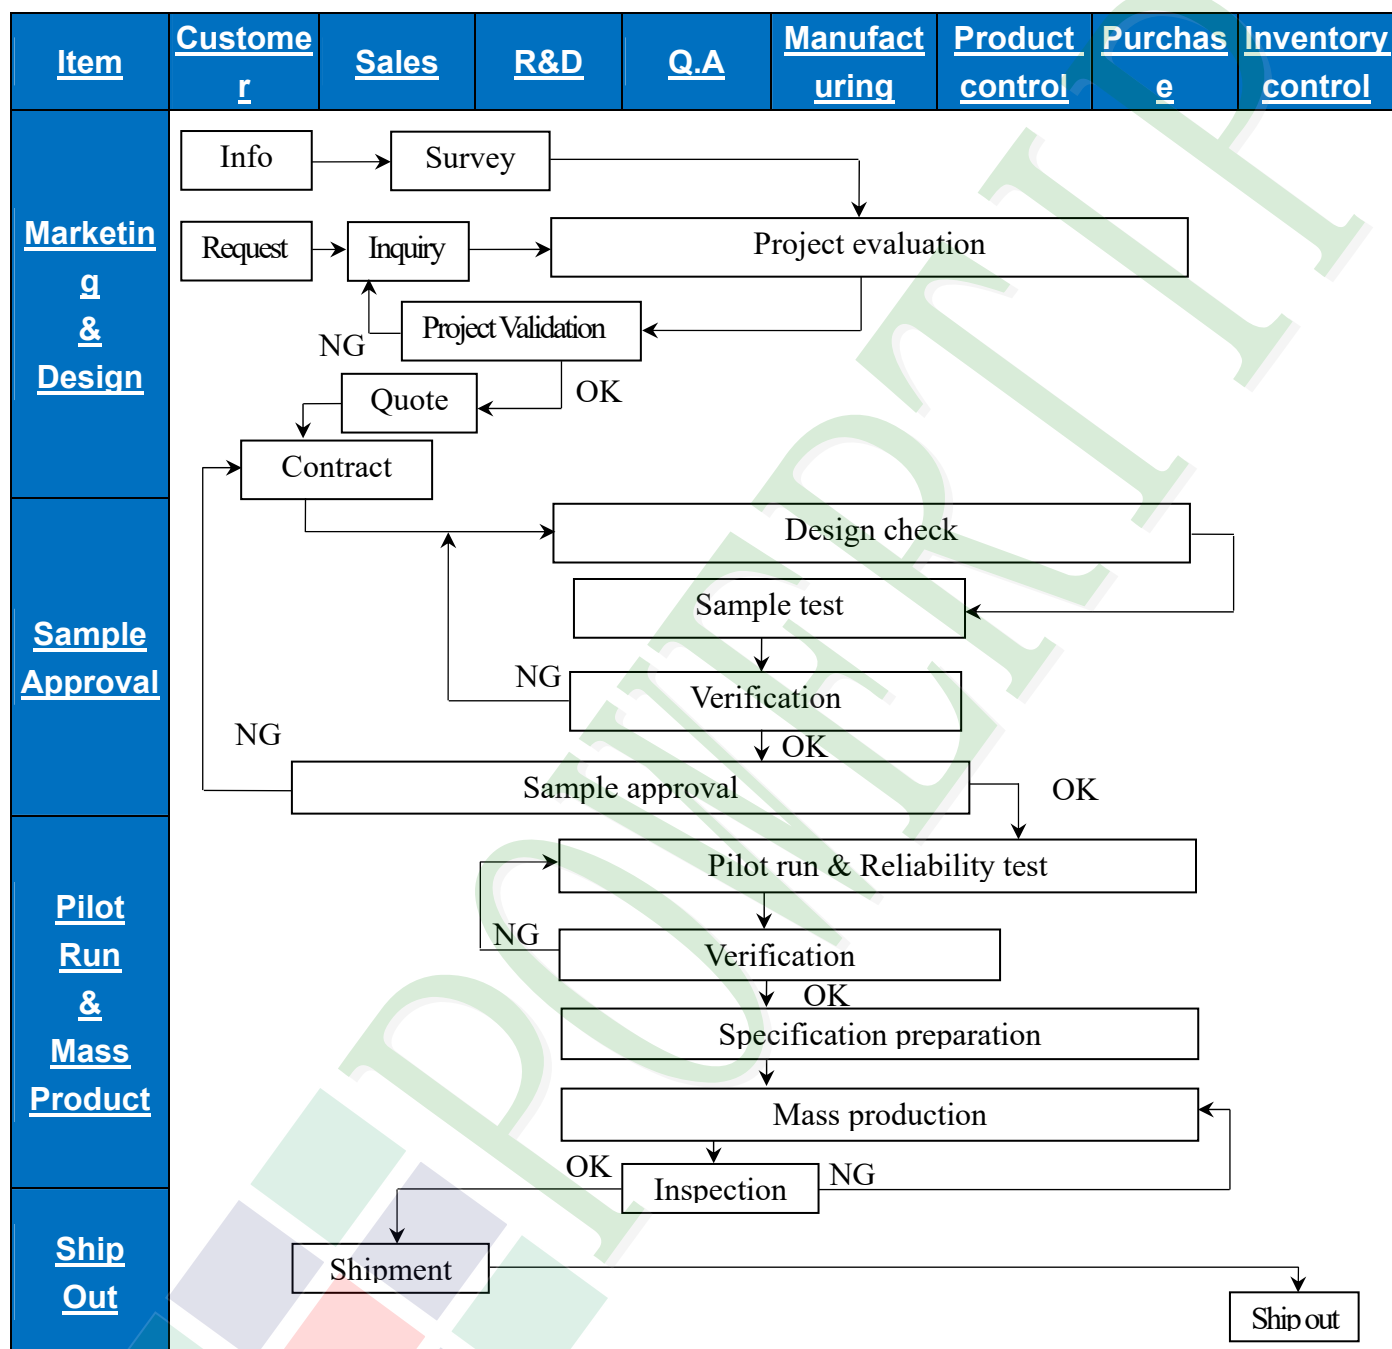 Item
Custome
r
Sales
R&D
Q.A
Manufact
uring
Product
control
Purchas
e
Inventory
control
Marketin
g
&
Design
Info
Survey
Request
Inquiry
Project evaluation
Project Validation
NG
OK
Quote
Contract
Sample
Approval
Design check
Sample test
NG
Verification
NG
OK
Sample approval
OK
Pilot
Run
&
Mass
Product
Pilot run & Reliability test
NG
Verification
OK
Specification preparation
Mass production
OK
Inspection
NG
Ship
Out
Shipment
Ship out
POWERTIP